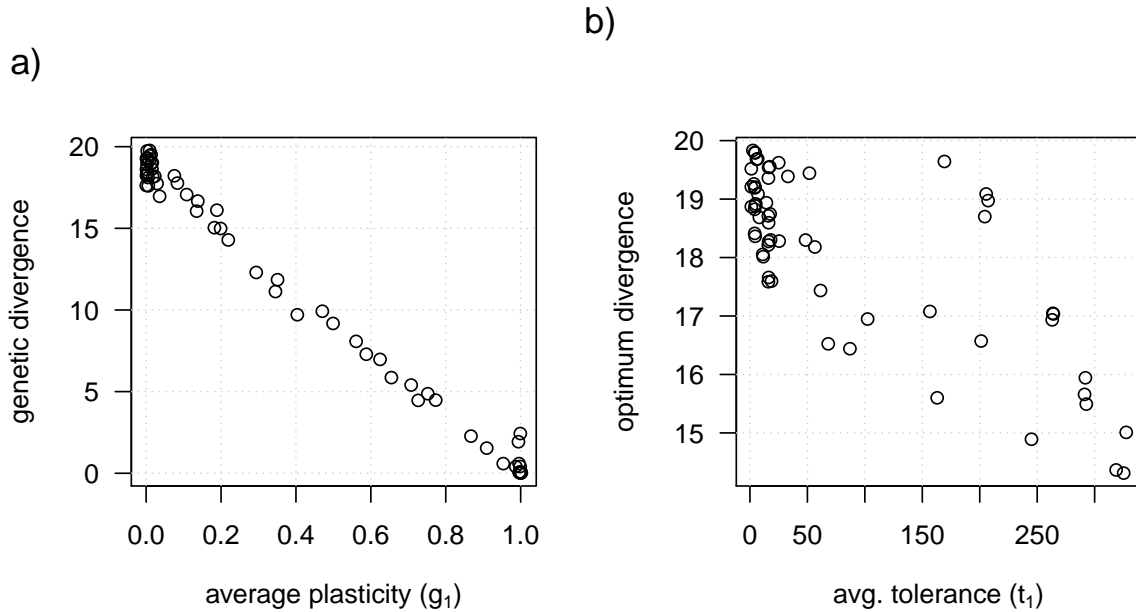 b)
a)
20
15
10
5
0
genetic divergence
0.0 0.2 0.4 0.6 0.8 1.0
average plasticity (g1)
20
19
18
17
16
15
optimum divergence
0 50 150 250
avg. tolerance (t1)